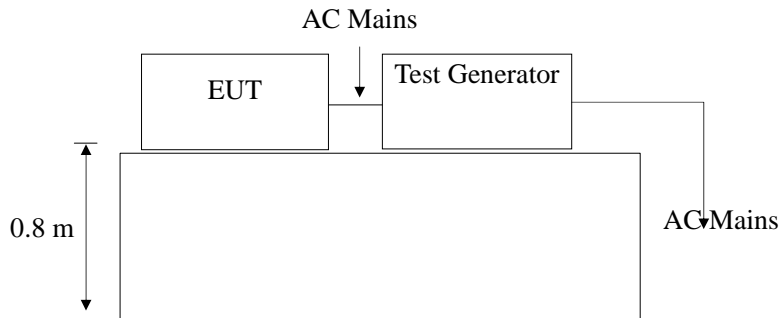 AC Mains
EUT
Test Generator
0.8 m
AC Mains